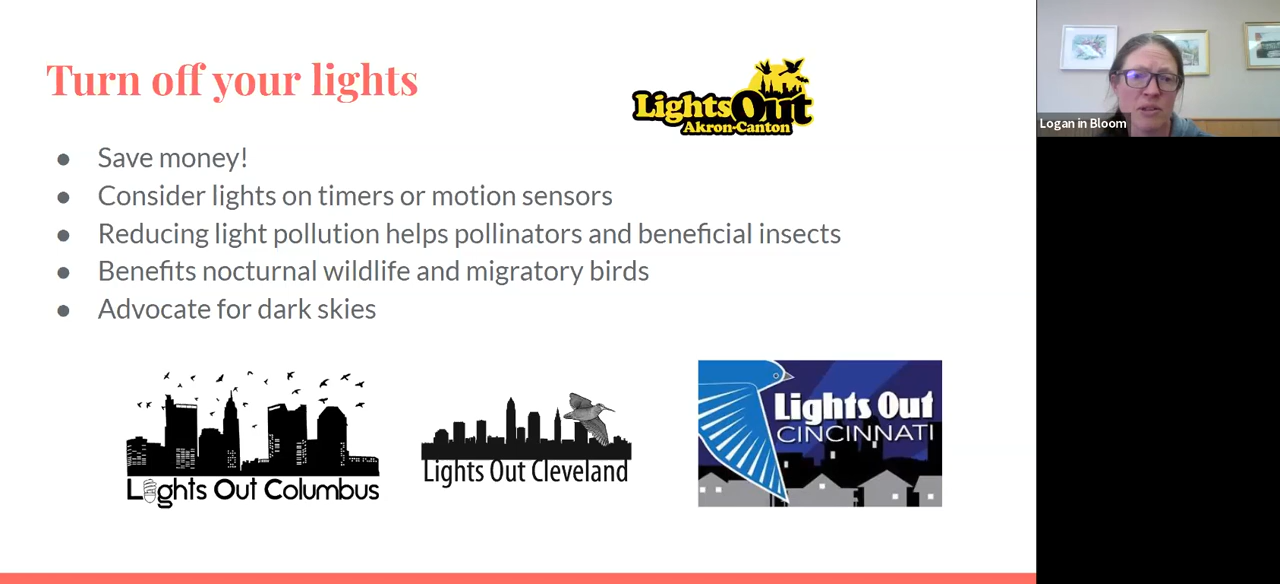 Turn off your lights
Lights Out
Akron-Canton
Logan in Bloom
● Save money!
● Consider lights on timers or motion sensors
● Reducing light pollution helps pollinators and beneficial insects
● Benefits nocturnal wildlife and migratory birds
● Advocate for dark skies
Lights Out Columbus
Lights Out Cleveland
Lights Out
CINCINNATI